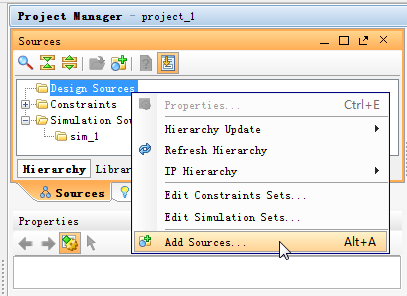 Project Manager - project_1
Sources
Design Sources
Constraints
Simulation Sou
sim_1
Properties... Ctrl+E
Hierarchy Update
Refresh Hierarchy
IP Hierarchy
Edit Constraints Sets...
Edit Simulation Sets...
Add Sources... Alt+A
Hierarchy Librar
Sources
Properties